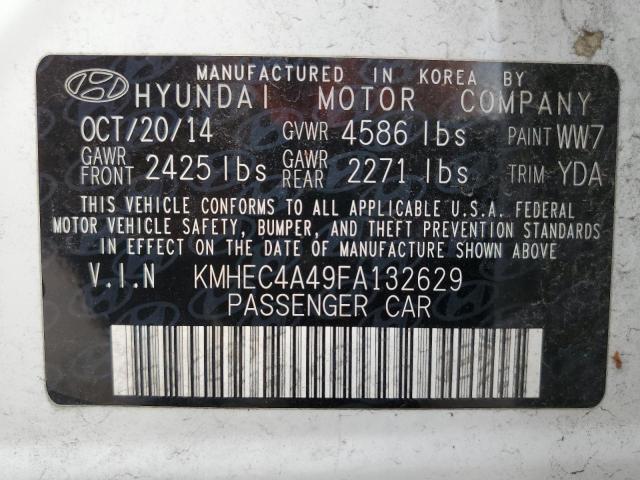 MANUFACTURED IN KOREA BY
HYUNDAI MOTOR COMPANY
OCT/20/14 GVWR 4586 lbs PAINT WW7
GAWR FRONT 2425 lbs GAWR REAR 2271 lbs TRIM YDA
THIS VEHICLE CONFORMS TO ALL APPLICABLE U.S.A. FEDERAL
MOTOR VEHICLE SAFETY, BUMPER, AND THEFT PREVENTION STANDARDS
IN EFFECT ON THE DATE OF MANUFACTURE SHOWN ABOVE
V.I.N KMHEC4A49FA132629
PASSENGER CAR